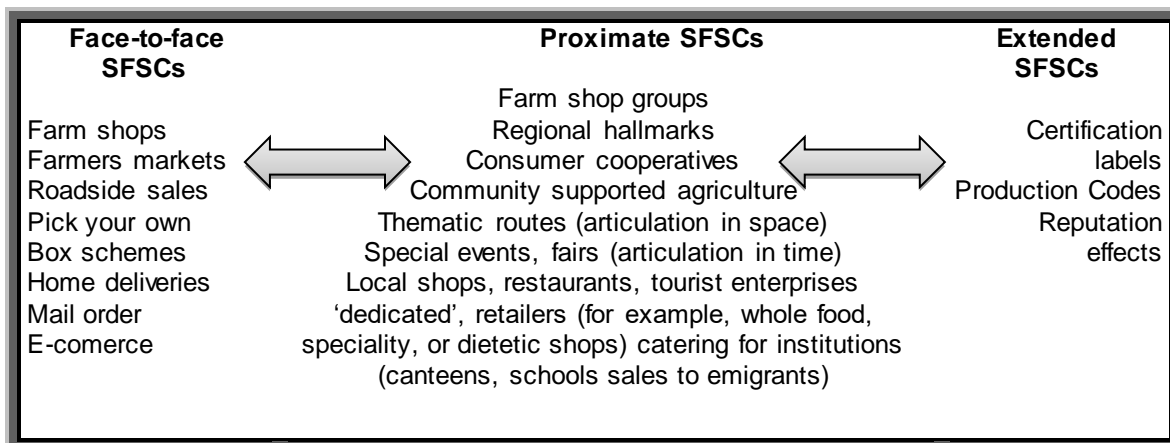 Face-to-face
SFSCs
Farm shops
Farmers markets
Roadside sales
Pick your own
Box schemes
Home deliveries
Mail order
E-comerce
Proximate SFSCs
Farm shop groups
Regional hallmarks
Consumer cooperatives
Community supported agriculture
Thematic routes (articulation in space)
Special events, fairs (articulation in time)
Local shops, restaurants, tourist enterprises
‘dedicated’, retailers (for example, whole food,
speciality, or dietetic shops) catering for institutions
(canteens, schools sales to emigrants)
Extended
SFSCs
Certification
labels
Production Codes
Reputation
effects